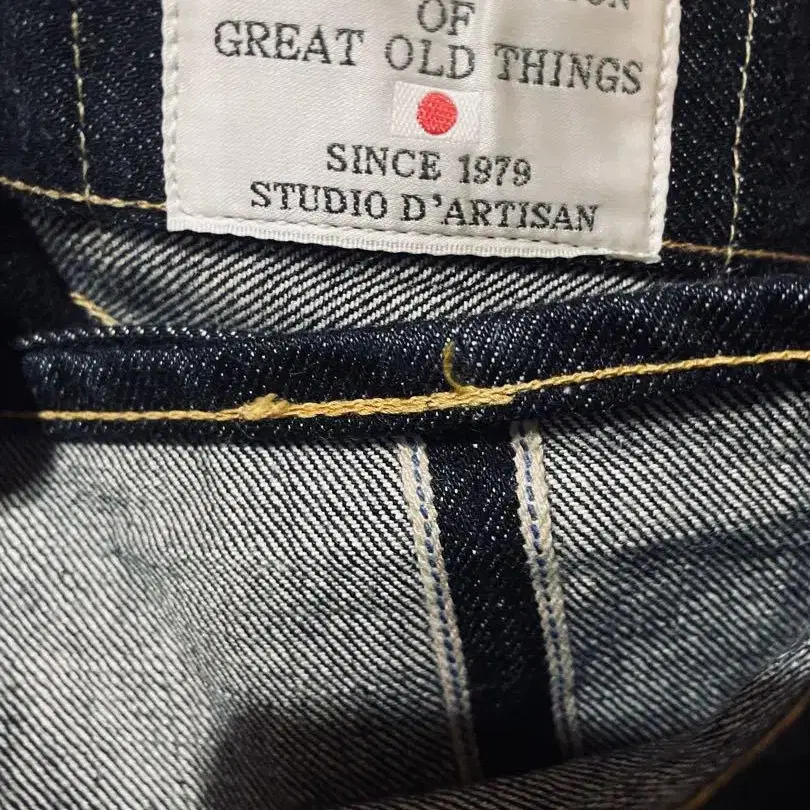 OF
GREAT OLD THINGS
SINCE 1979
STUDIO D'ARTISAN